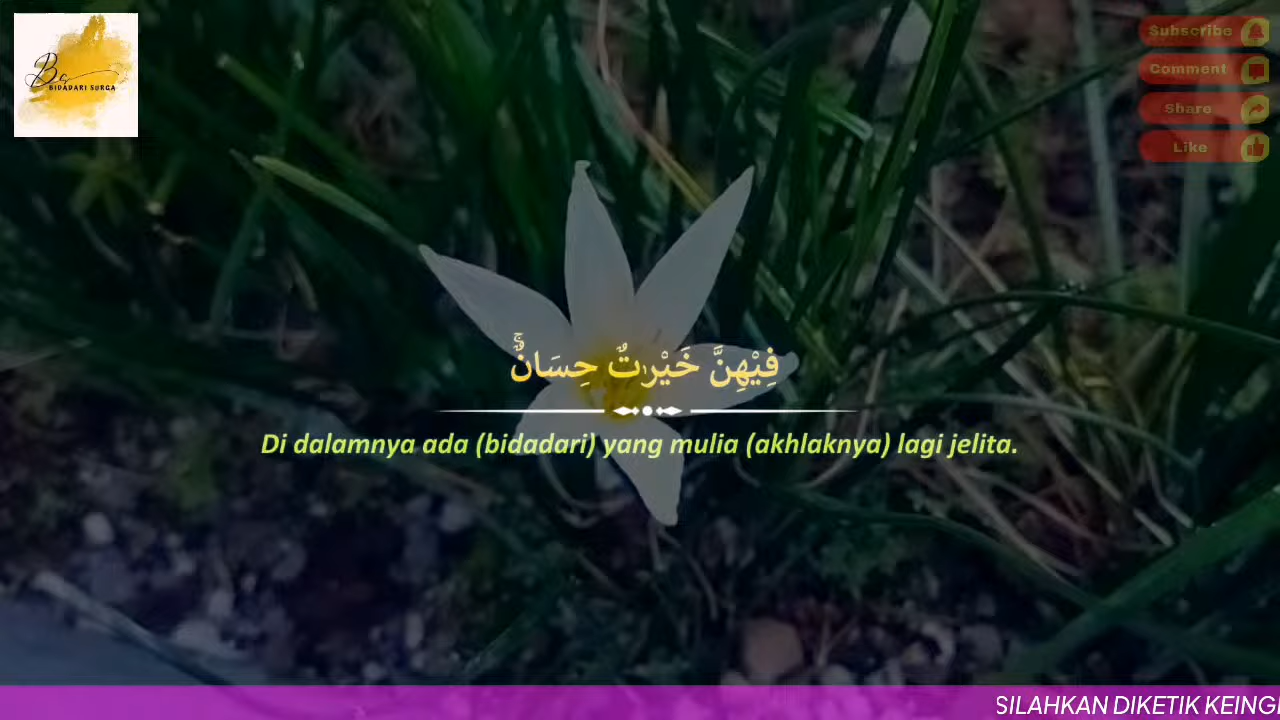 Bs
BIDADARI SURGA
Subscribe
Comment
Share
Like
فِيْهِنَّ خَيْرٰتٌ حِسَانٌۚ
Di dalamnya ada (bidadari) yang mulia (akhlaknya) lagi jelita.
SILAHKAN DIKETIK